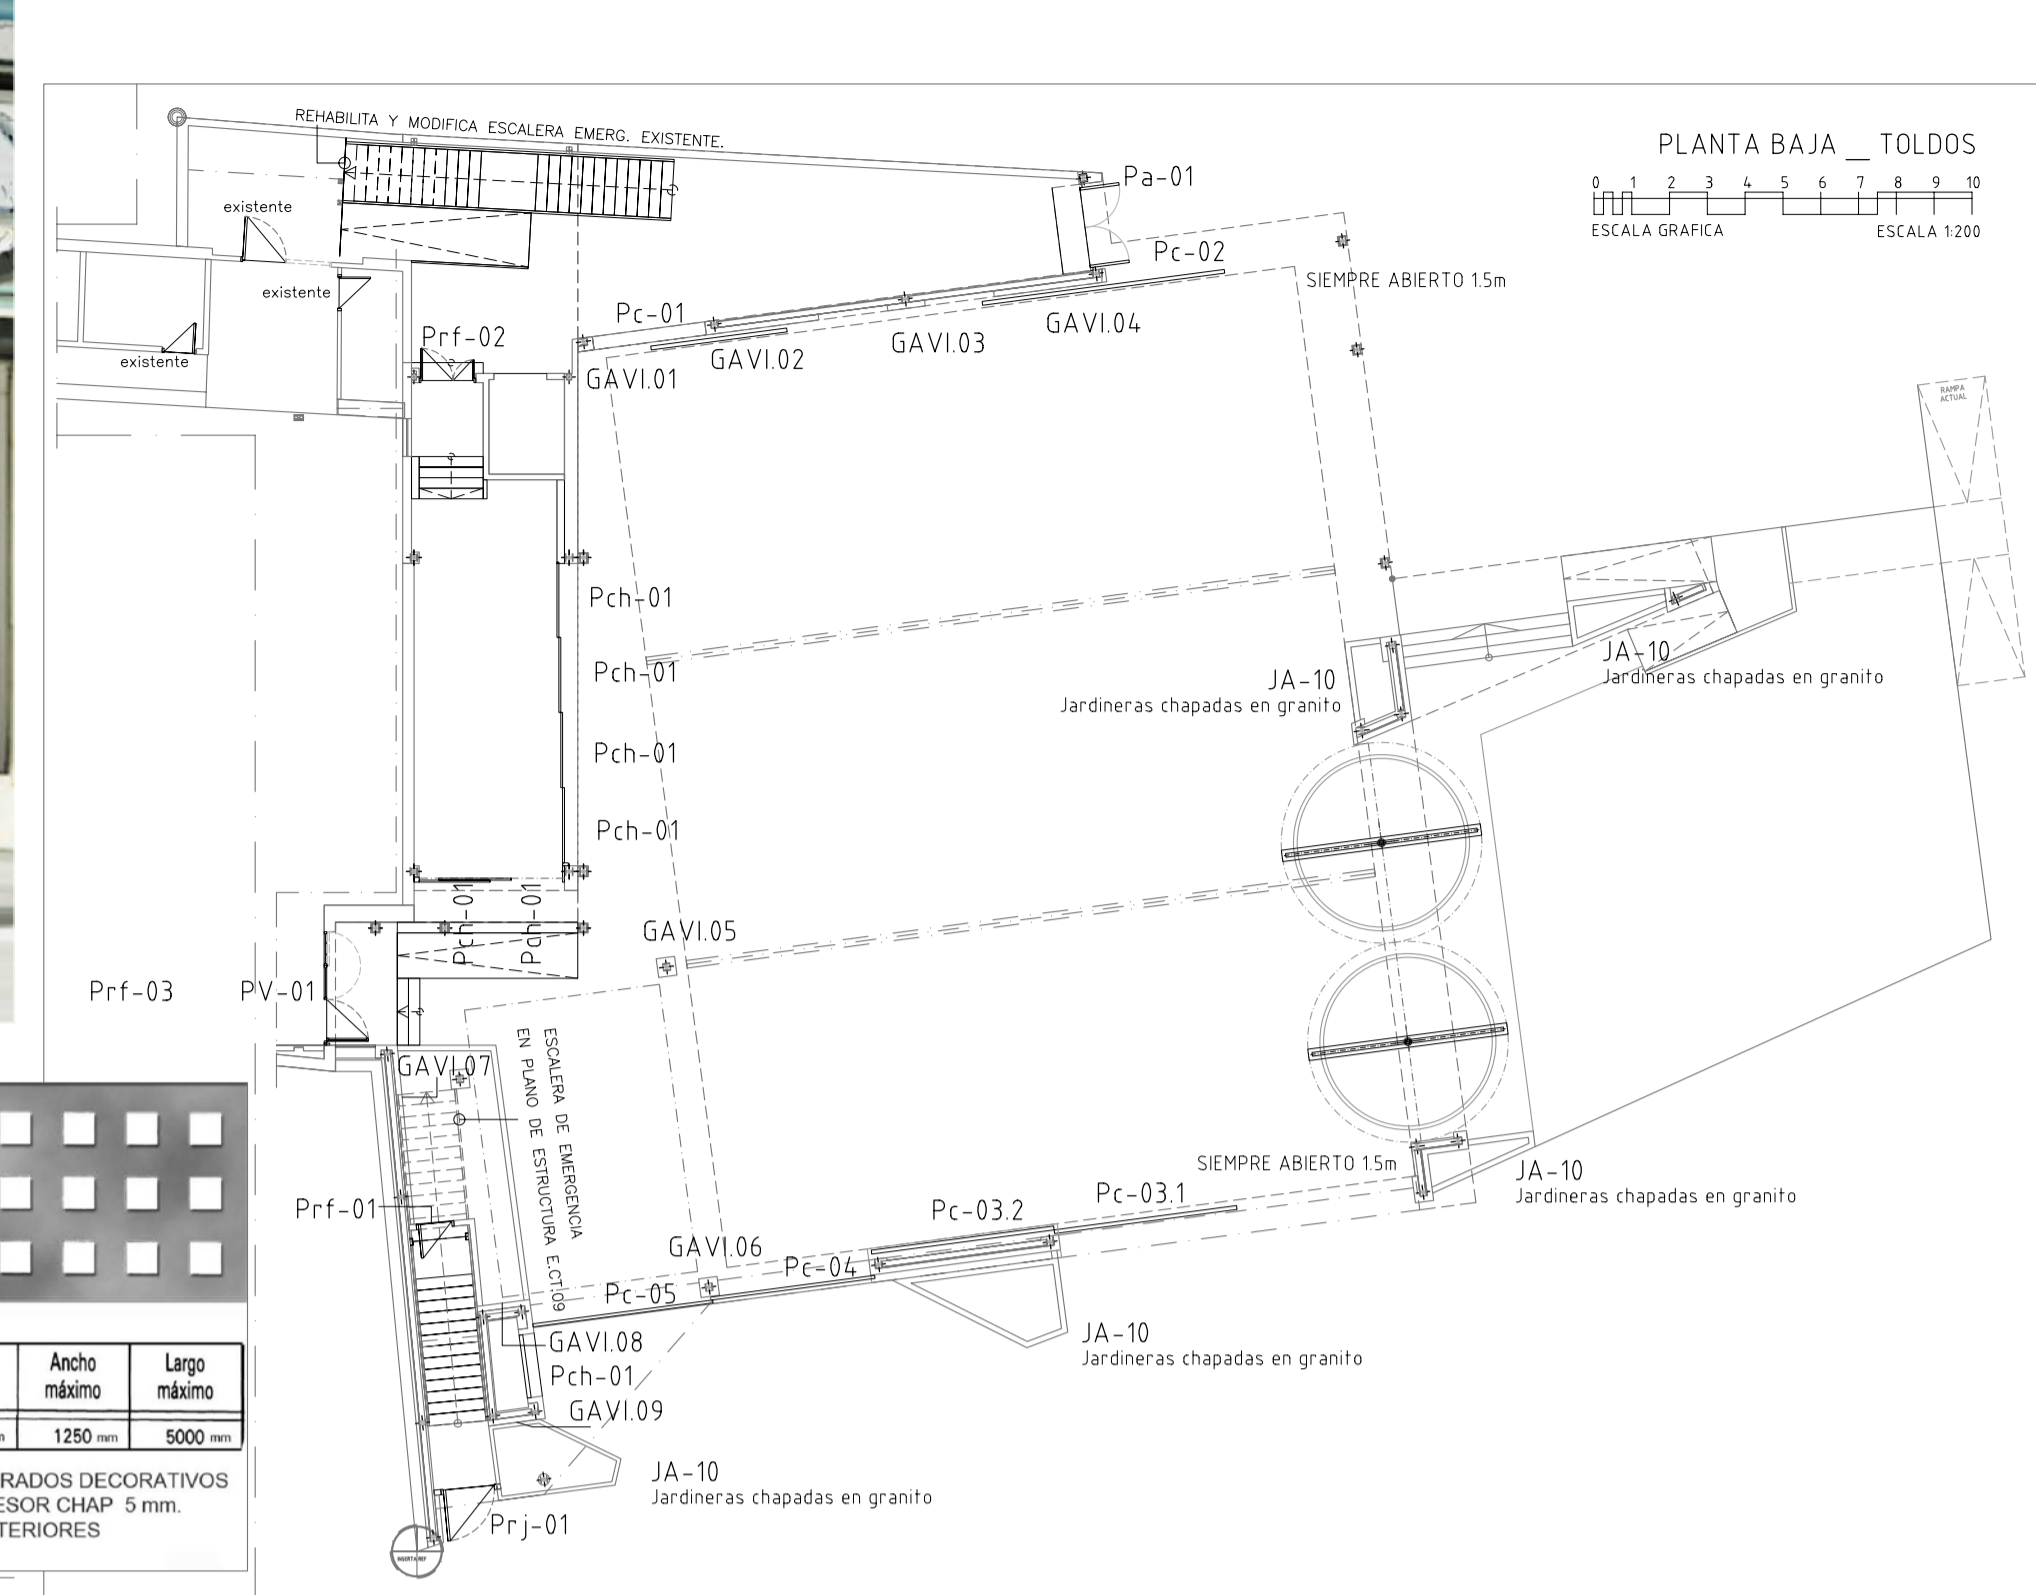 REHABILITA Y MODIFICA ESCALERA EMERG. EXISTENTE.
PLANTA BAJA _ TOLDOS
0 1 2 3 4 5 6 7 8 9 10
ESCALA GRAFICA
ESCALA 1:200
Pa-01
existente
Pc-02
SIEMPRE ABIERTO 1.5m
existente
Pc-01
GAVI.04
Prf-02
GAVI.03
existente
GAVI.02
GAVI.01
RAMPA
ACTUAL
Pch-01
Pch-01
JA-10
Jardineras chapadas en granito
JA-10
Jardineras chapadas en granito
Pch-01
Pch-01
Pch-01
Pch-01
GAVI.05
Prf-03
PV-01
GAVI.07
ESCALERA DE EMERGENCIA
EN PLANO DE ESTRUCTURA E.CT.09
SIEMPRE ABIERTO 1.5m
JA-10
Jardineras chapadas en granito
Pc-03.1
Prf-01
Pc-03.2
GAVI.06
Pc-04
Pc-05
GAVI.08
JA-10
Jardineras chapadas en granito
Pch-01
GAVI.09
Ancho
máximo
Largo
máximo
1250 mm
5000 mm
RADOS DECORATIVOS
ESOR CHAP 5 mm.
TERIORES
JA-10
Jardineras chapadas en granito
Prj-01